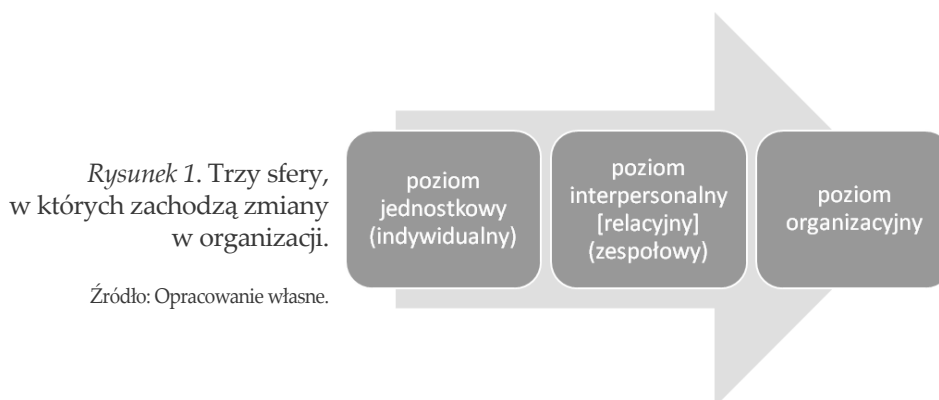 Rysunek 1. Trzy sfery,
w których zachodzą zmiany
w organizacji.
Źródło: Opracowanie własne.
poziom
jednostkowy
(indywidualny)
poziom
interpersonalny
[relacyjny]
(zespołowy)
poziom
organizacyjny